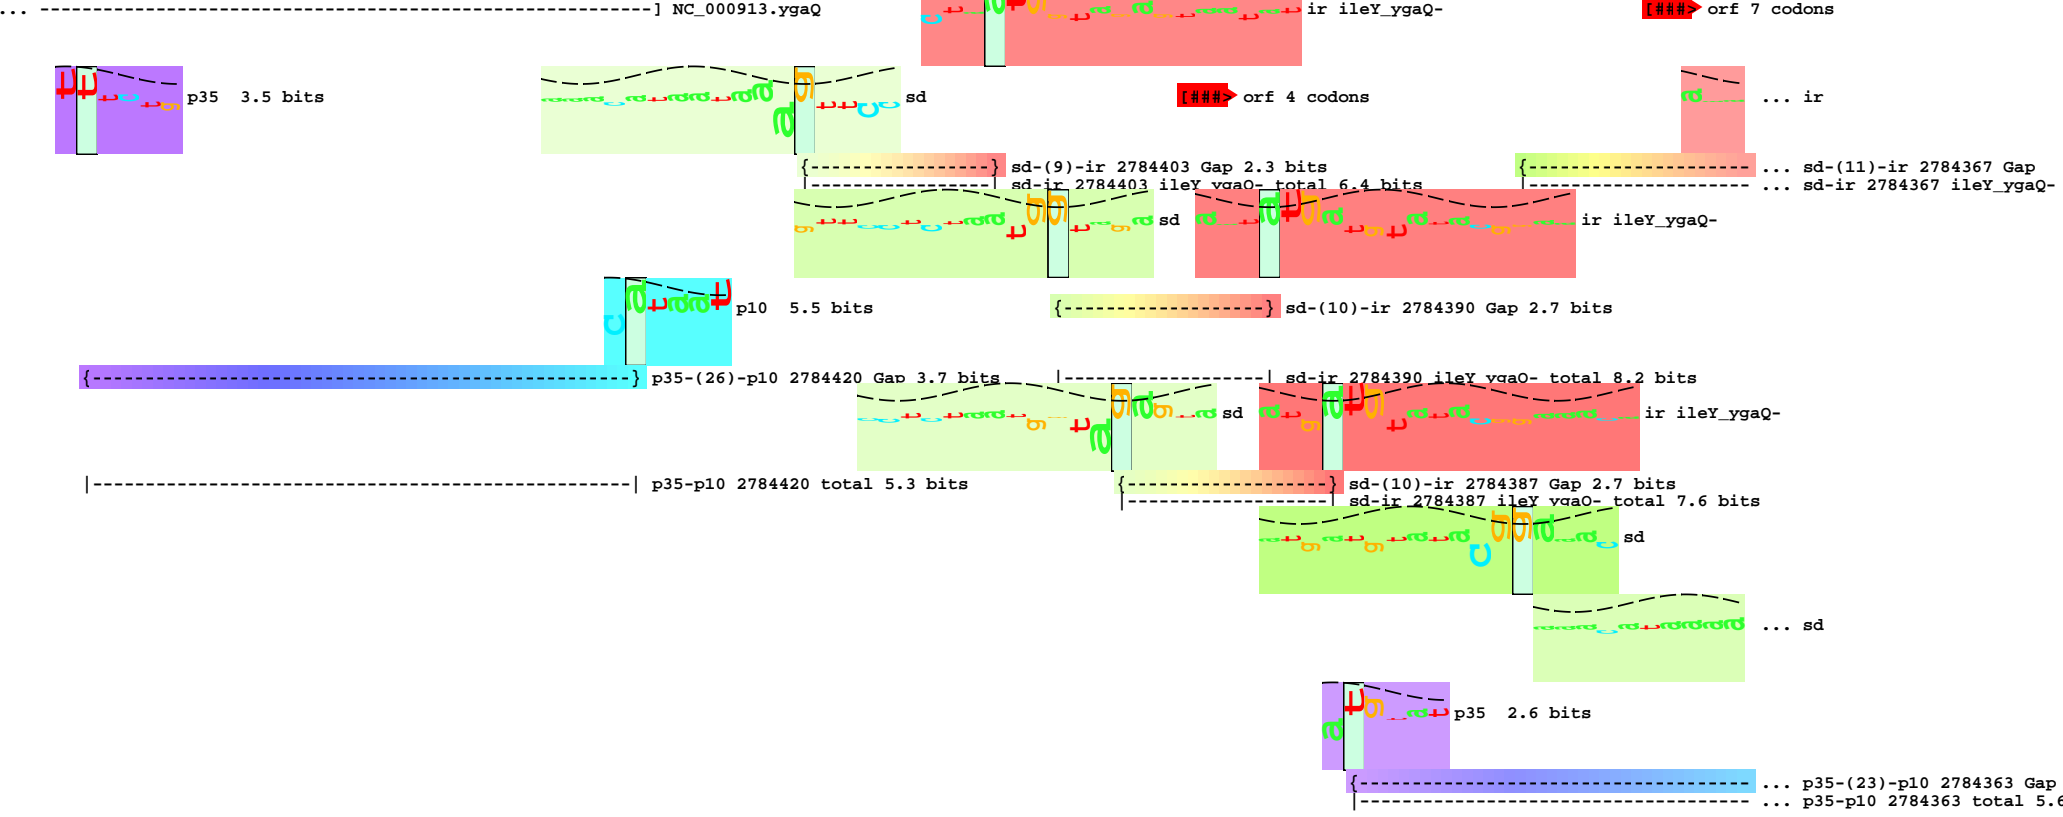 ... ----------------------------------------------------------] NC_000913.ygaQ
ir ileY_ygaQ-
[###> orf 7 codons
p35 3.5 bits
sd
[###> orf 4 codons
... ir
{------------------} sd-(9)-ir 2784403 Gap 2.3 bits
{---------------------- ... sd-(11)-ir 2784367 Gap
|------------------| sd-ir 2784403 ileY_ygaQ- total 6.4 bits
|---------------------- ... sd-ir 2784367 ileY_ygaQ-
sd
ir ileY_ygaQ-
p10 5.5 bits
{-------------------} sd-(10)-ir 2784390 Gap 2.7 bits
{----------------------------------------------------} p35-(26)-p10 2784420 Gap 3.7 bits
|-------------------| sd-ir 2784390 ileY_ygaQ- total 8.2 bits
sd
ir ileY_ygaQ-
|----------------------------------------------------| p35-p10 2784420 total 5.3 bits
{-------------------} sd-(10)-ir 2784387 Gap 2.7 bits
|-------------------| sd-ir 2784387 ileY_ygaQ- total 7.6 bits
sd
... sd
p35 2.6 bits
{-------------------------------------- ... p35-(23)-p10 2784363 Gap
|-------------------------------------- ... p35-p10 2784363 total 5.6